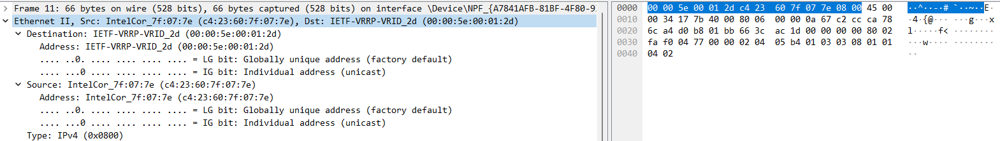 Frame 11: 66 bytes on wire (528 bits), 66 bytes captured (528 bits) on interface \Device\NPF_{A7841AFB-81BF-4F80-9
Ethernet II, Src: IntelCor_7f:07:7e (c4:23:60:7f:07:7e), Dst: IETF-VRRP-VRID_2d (00:00:5e:00:01:2d)
Destination: IETF-VRRP-VRID_2d (00:00:5e:00:01:2d)
Address: IETF-VRRP-VRID_2d (00:00:5e:00:01:2d)
.... ..0. .... .... .... .... = LG bit: Globally unique address (factory default)
.... ...0 .... .... .... .... = IG bit: Individual address (unicast)
Source: IntelCor_7f:07:7e (c4:23:60:7f:07:7e)
Address: IntelCor_7f:07:7e (c4:23:60:7f:07:7e)
.... ..0. .... .... .... .... = LG bit: Globally unique address (factory default)
.... ...0 .... .... .... .... = IG bit: Individual address (unicast)
Type: IPv4 (0x0800)
0000 00 00 5e 00 01 2d c4 23 60 7f 07 7e 08 00 45 00 ··^··-·# `··~··E·
0010 00 34 17 7b 40 00 80 06 00 00 0a 67 c2 cc ca 78 ·4·{@··· ···g···x
0020 6c a4 d0 b8 01 bb 66 3c ac 1d 00 00 00 00 80 02 l·····f< ········
0030 fa f0 04 77 00 00 02 04 05 b4 01 03 03 08 01 01 ···w···· ········
0040 04 02 ··